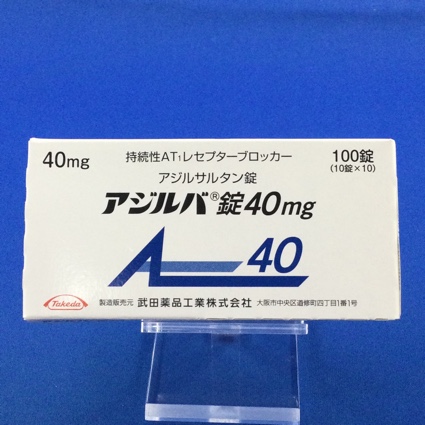 40mg
持続性AT₁レセプターブロッカー
100錠
(10錠×10)
アジルサルタン錠
アジルバ®錠40mg
40
Takeda
製造販売元 武田薬品工業株式会社 大阪市中央区道修町四丁目1番1号